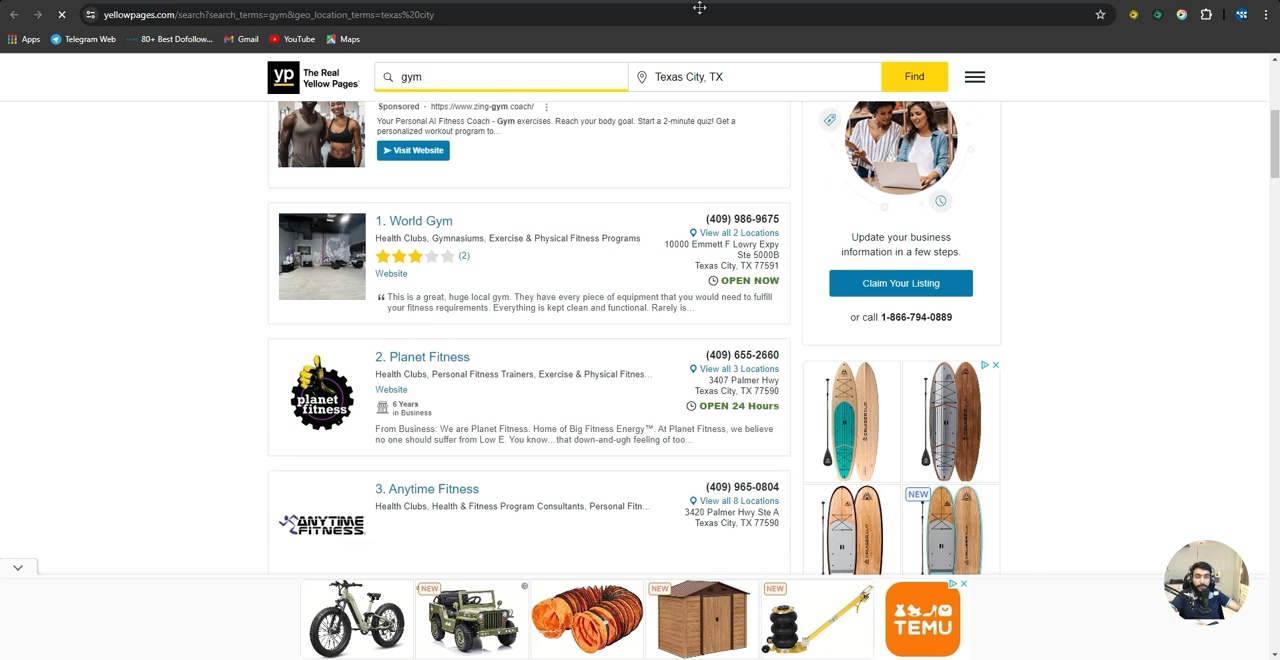 yellowpages.com/search?search_terms=gym&geo_location_terms=texas%20city
Apps
Telegram Web
80+ Best Dofollow...
Gmail
YouTube
Maps
yp
The Real
Yellow Pages®
gym
Texas City, TX
Find
Sponsored · https://www.zing-gym.coach/
Your Personal AI Fitness Coach - Gym exercises. Reach your body goal. Start a 2-minute quiz! Get a
personalized workout program to...
Visit Website
1. World Gym
Health Clubs, Gymnasiums, Exercise & Physical Fitness Programs
(2)
Website
“ This is a great, huge local gym. They have every piece of equipment that you would need to fulfill
your fitness requirements. Everything is kept clean and functional. Rarely is...
(409) 986-9675
View all 2 Locations
10000 Emmett F Lowry Expy
Ste 5000B
Texas City, TX 77591
OPEN NOW
planet
fitness
2. Planet Fitness
Health Clubs, Personal Fitness Trainers, Exercise & Physical Fitnes...
Website
6 Years
in Business
From Business: We are Planet Fitness. Home of Big Fitness Energy™. At Planet Fitness, we believe
no one should suffer from Low E. You know…that down-and-ugh feeling of too...
(409) 655-2660
View all 3 Locations
3407 Palmer Hwy
Texas City, TX 77590
OPEN 24 Hours
ANYTIME
FITNESS
3. Anytime Fitness
Health Clubs, Health & Fitness Program Consultants, Personal Fitn...
(409) 965-0804
View all 8 Locations
3420 Palmer Hwy Ste A
Texas City, TX 77590
Update your business
information in a few steps.
Claim Your Listing
or call 1-866-794-0889
NEW
NEW
NEW
NEW
TEMU